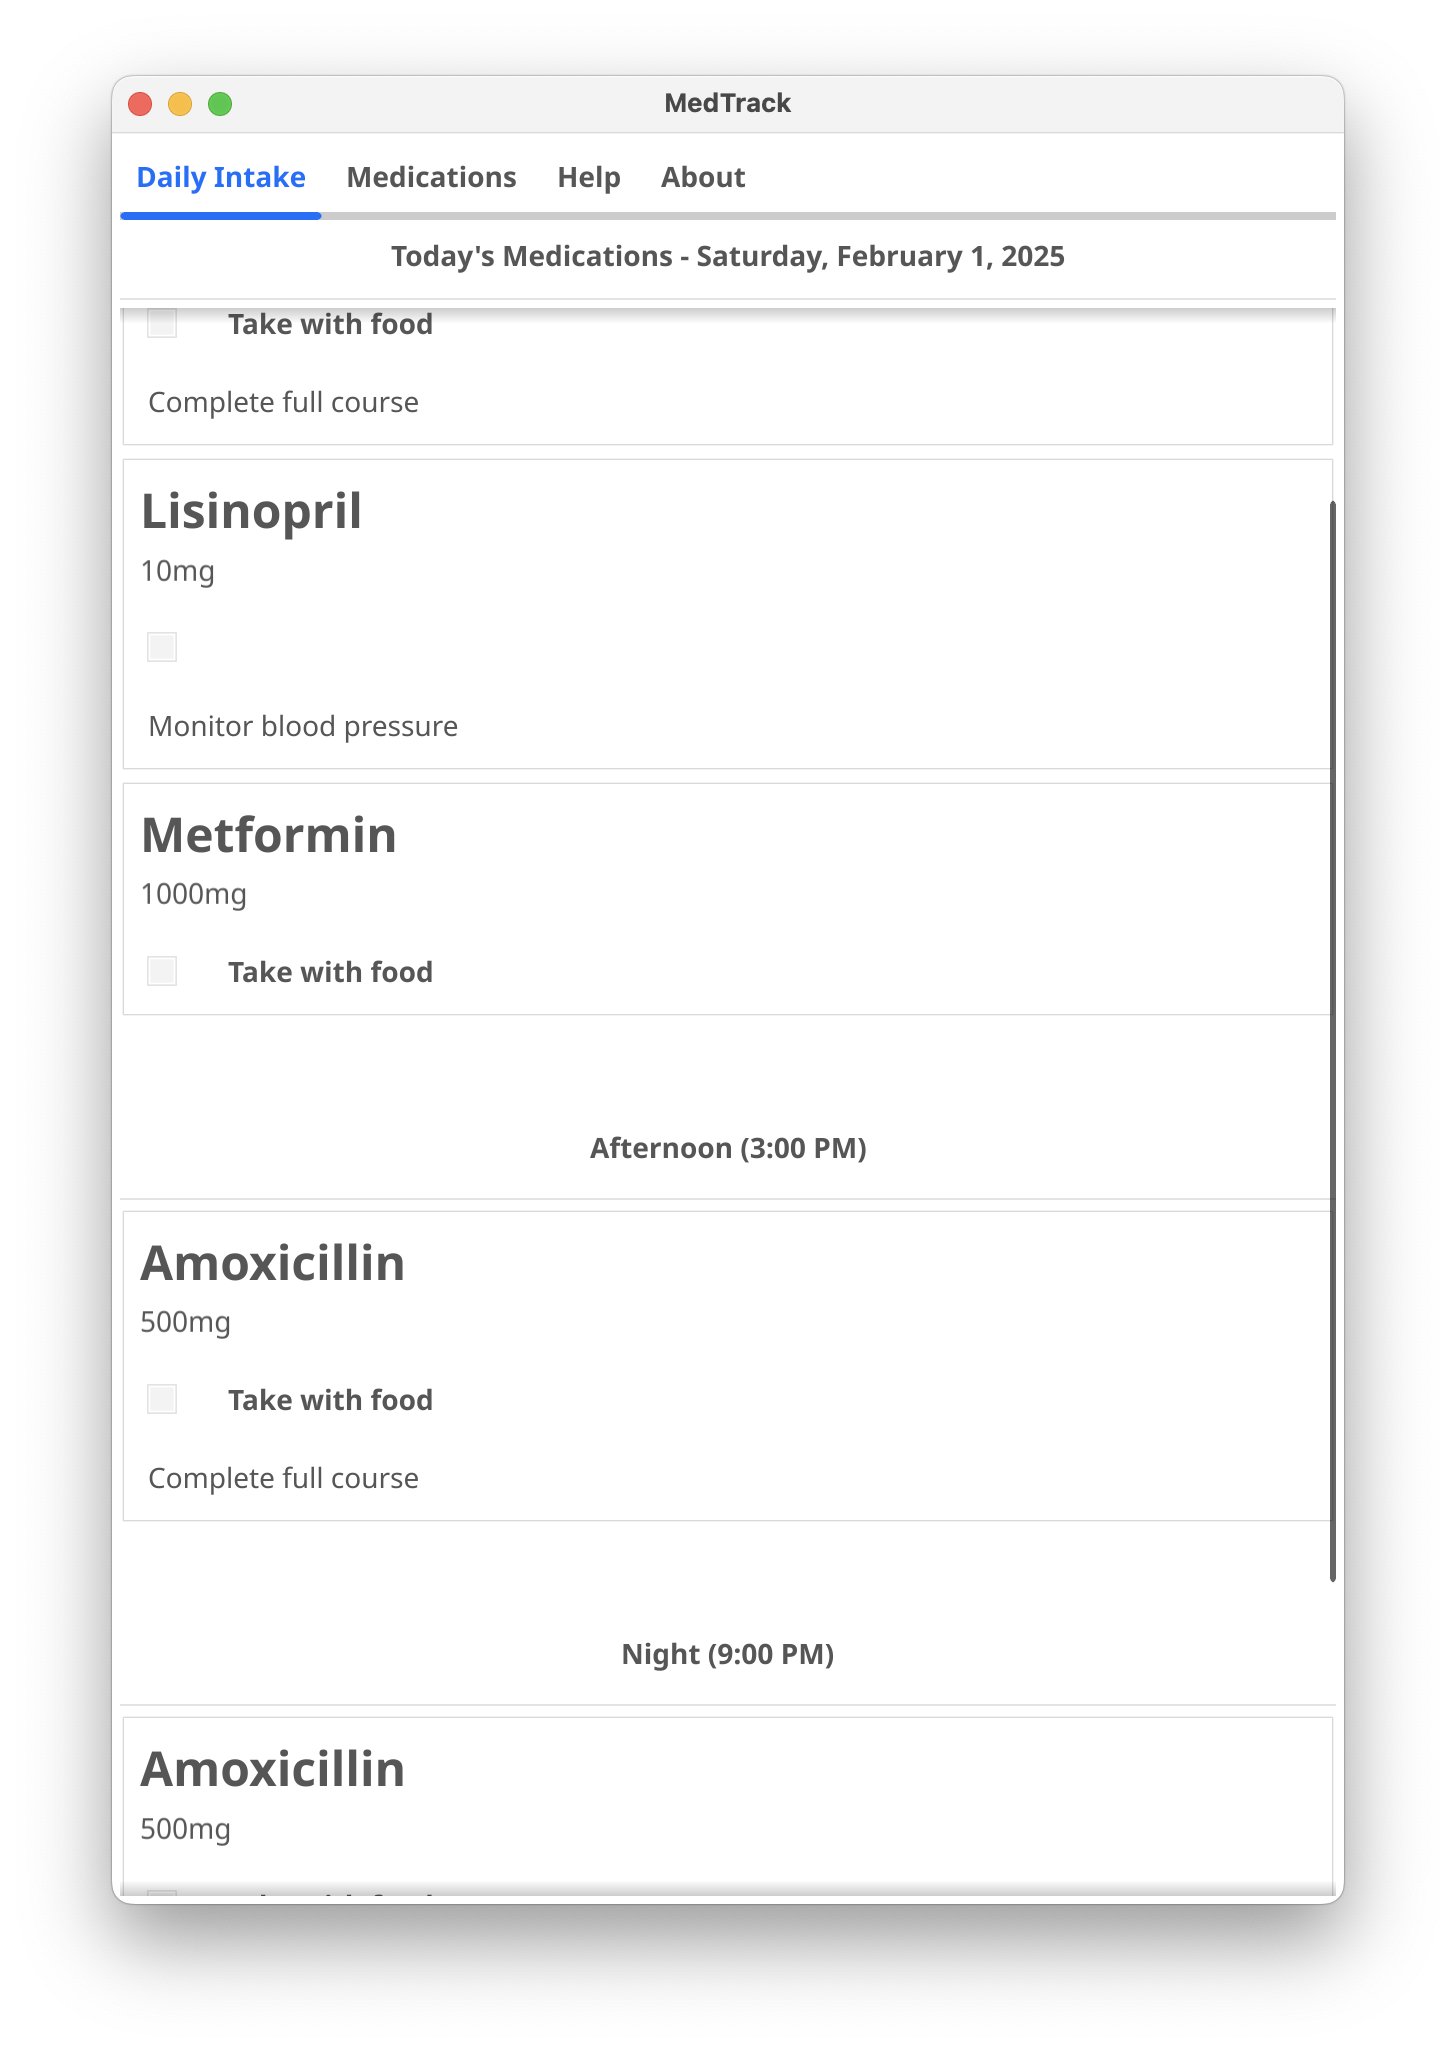 MedTrack
Daily Intake Medications Help About
Today's Medications - Saturday, February 1, 2025
Take with food
Complete full course
Lisinopril
10mg
Monitor blood pressure
Metformin
1000mg
Take with food
Afternoon (3:00 PM)
Amoxicillin
500mg
Take with food
Complete full course
Night (9:00 PM)
Amoxicillin
500mg